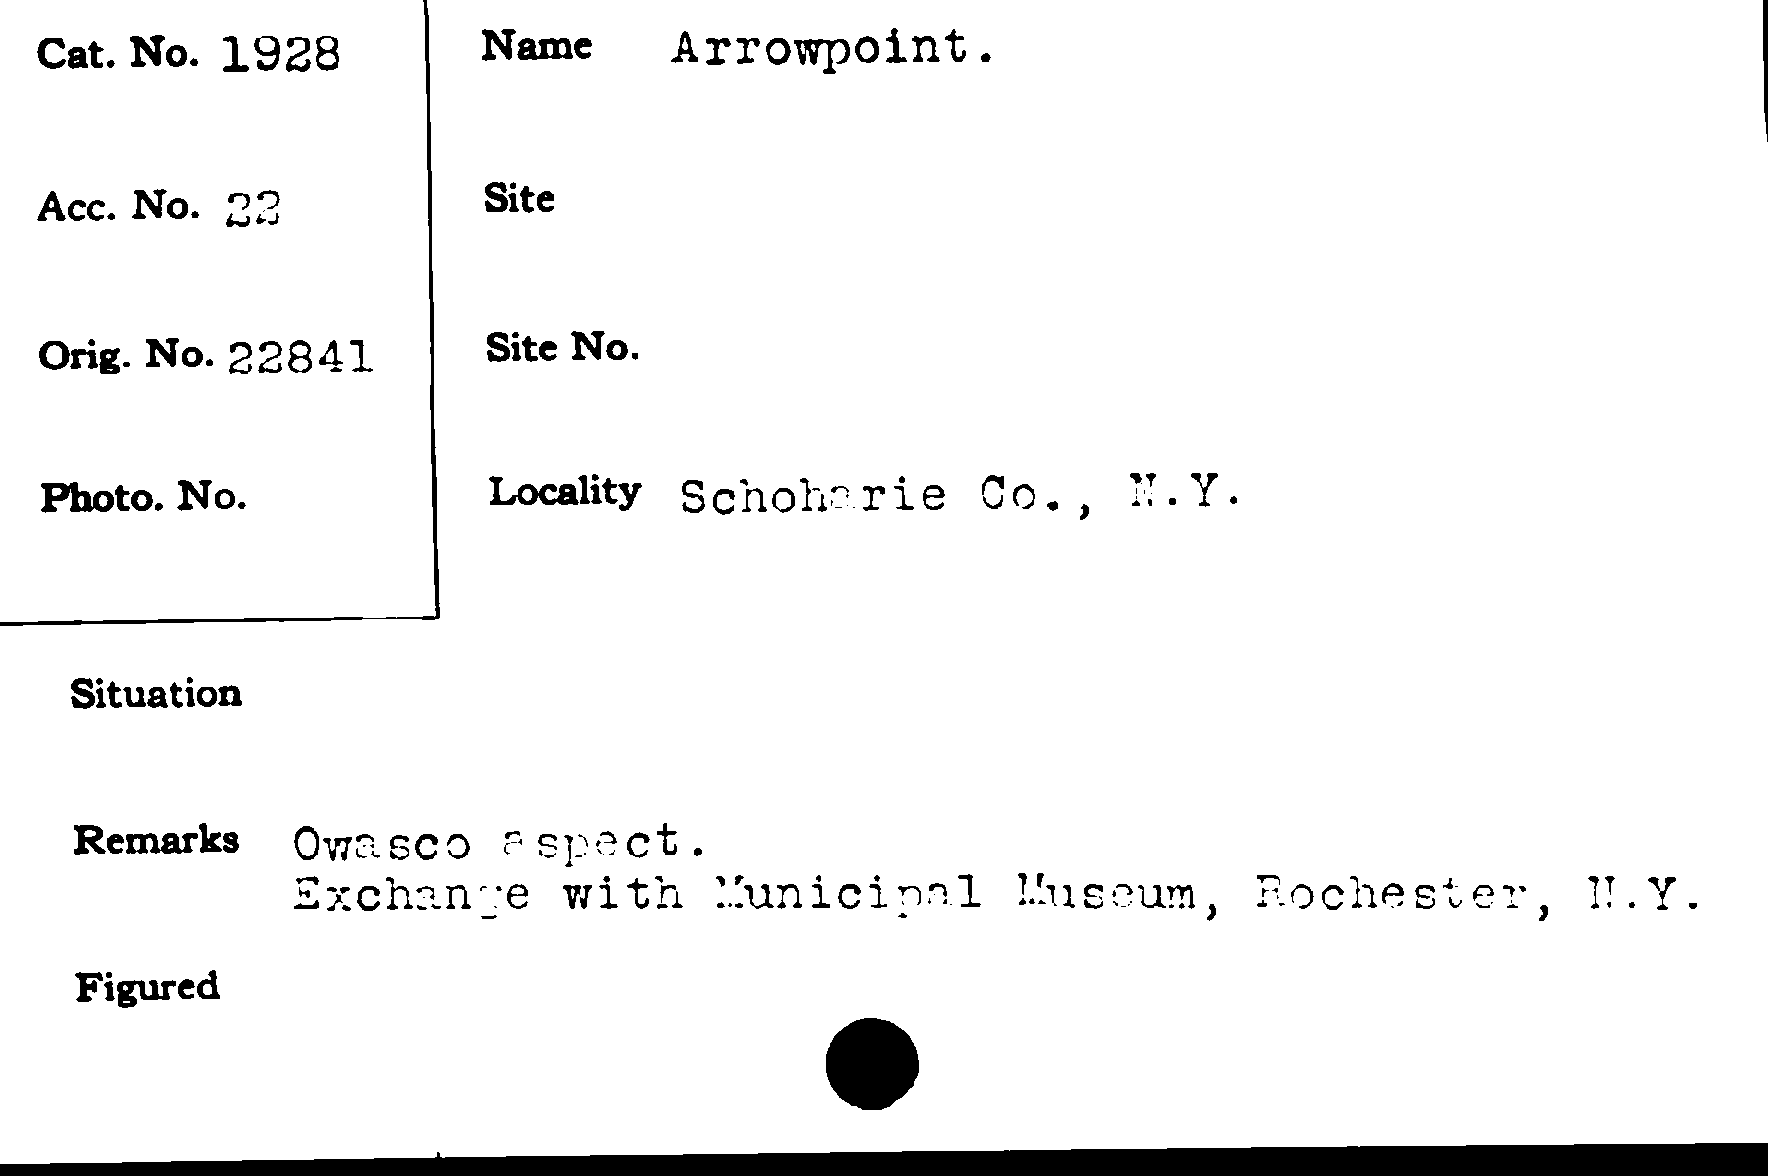 Cat. No. 1928
Acc. No. 22
Orig. No. 22841
Photo. No.
Name Arrowpoint.
Site
Site No.
Locality Schoharie Co., N.Y.
Situation
Remarks Owasco aspect.
Exchange with Municipal Museum, Rochester, N.Y.
Figured